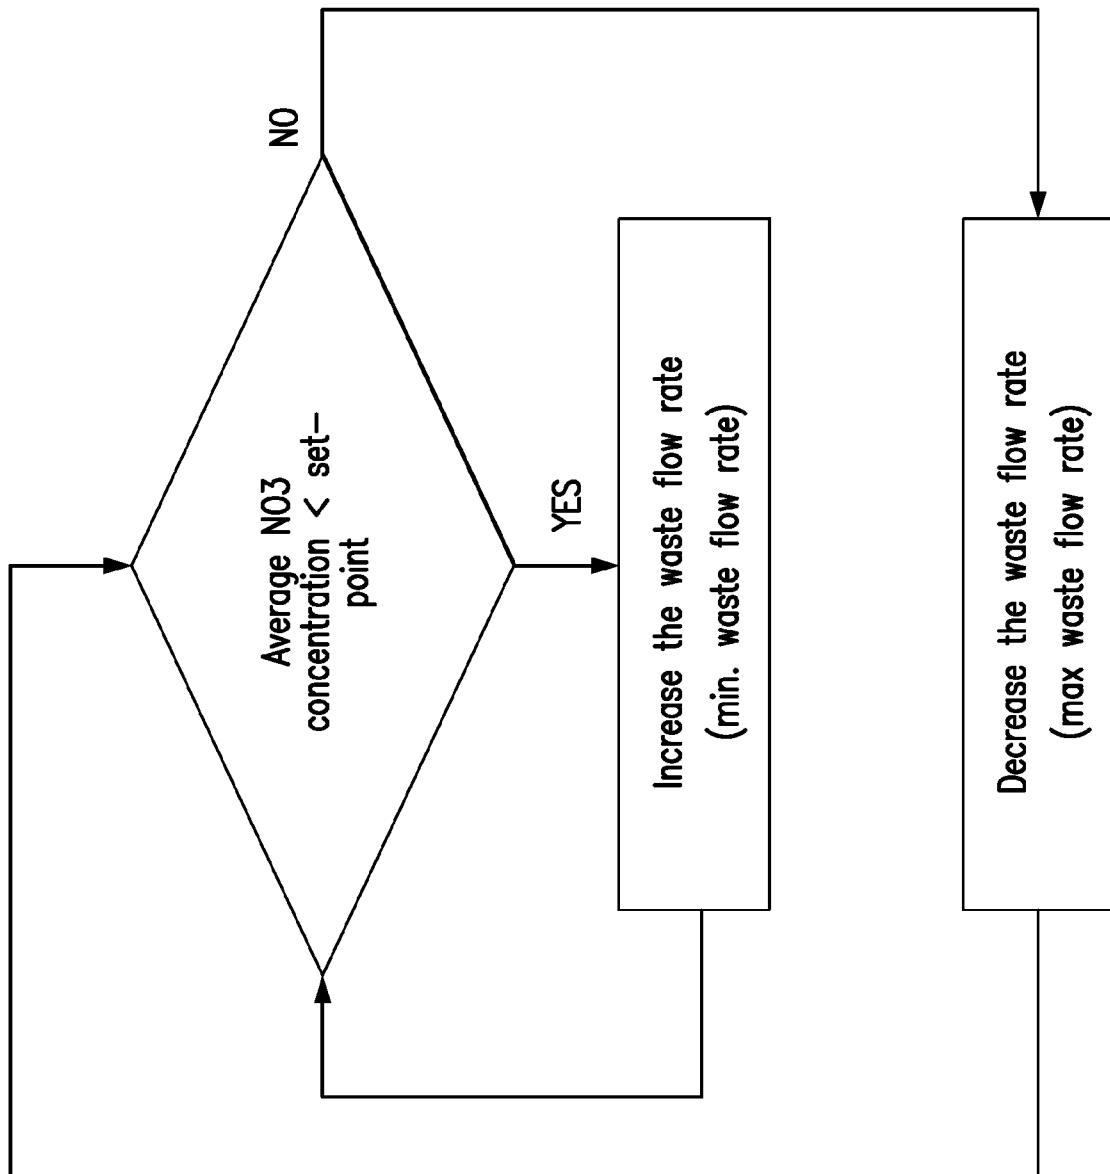 Average NO3
concentration < set-
point
NO
YES
Increase the waste flow rate
(min. waste flow rate)
Decrease the waste flow rate
(max waste flow rate)